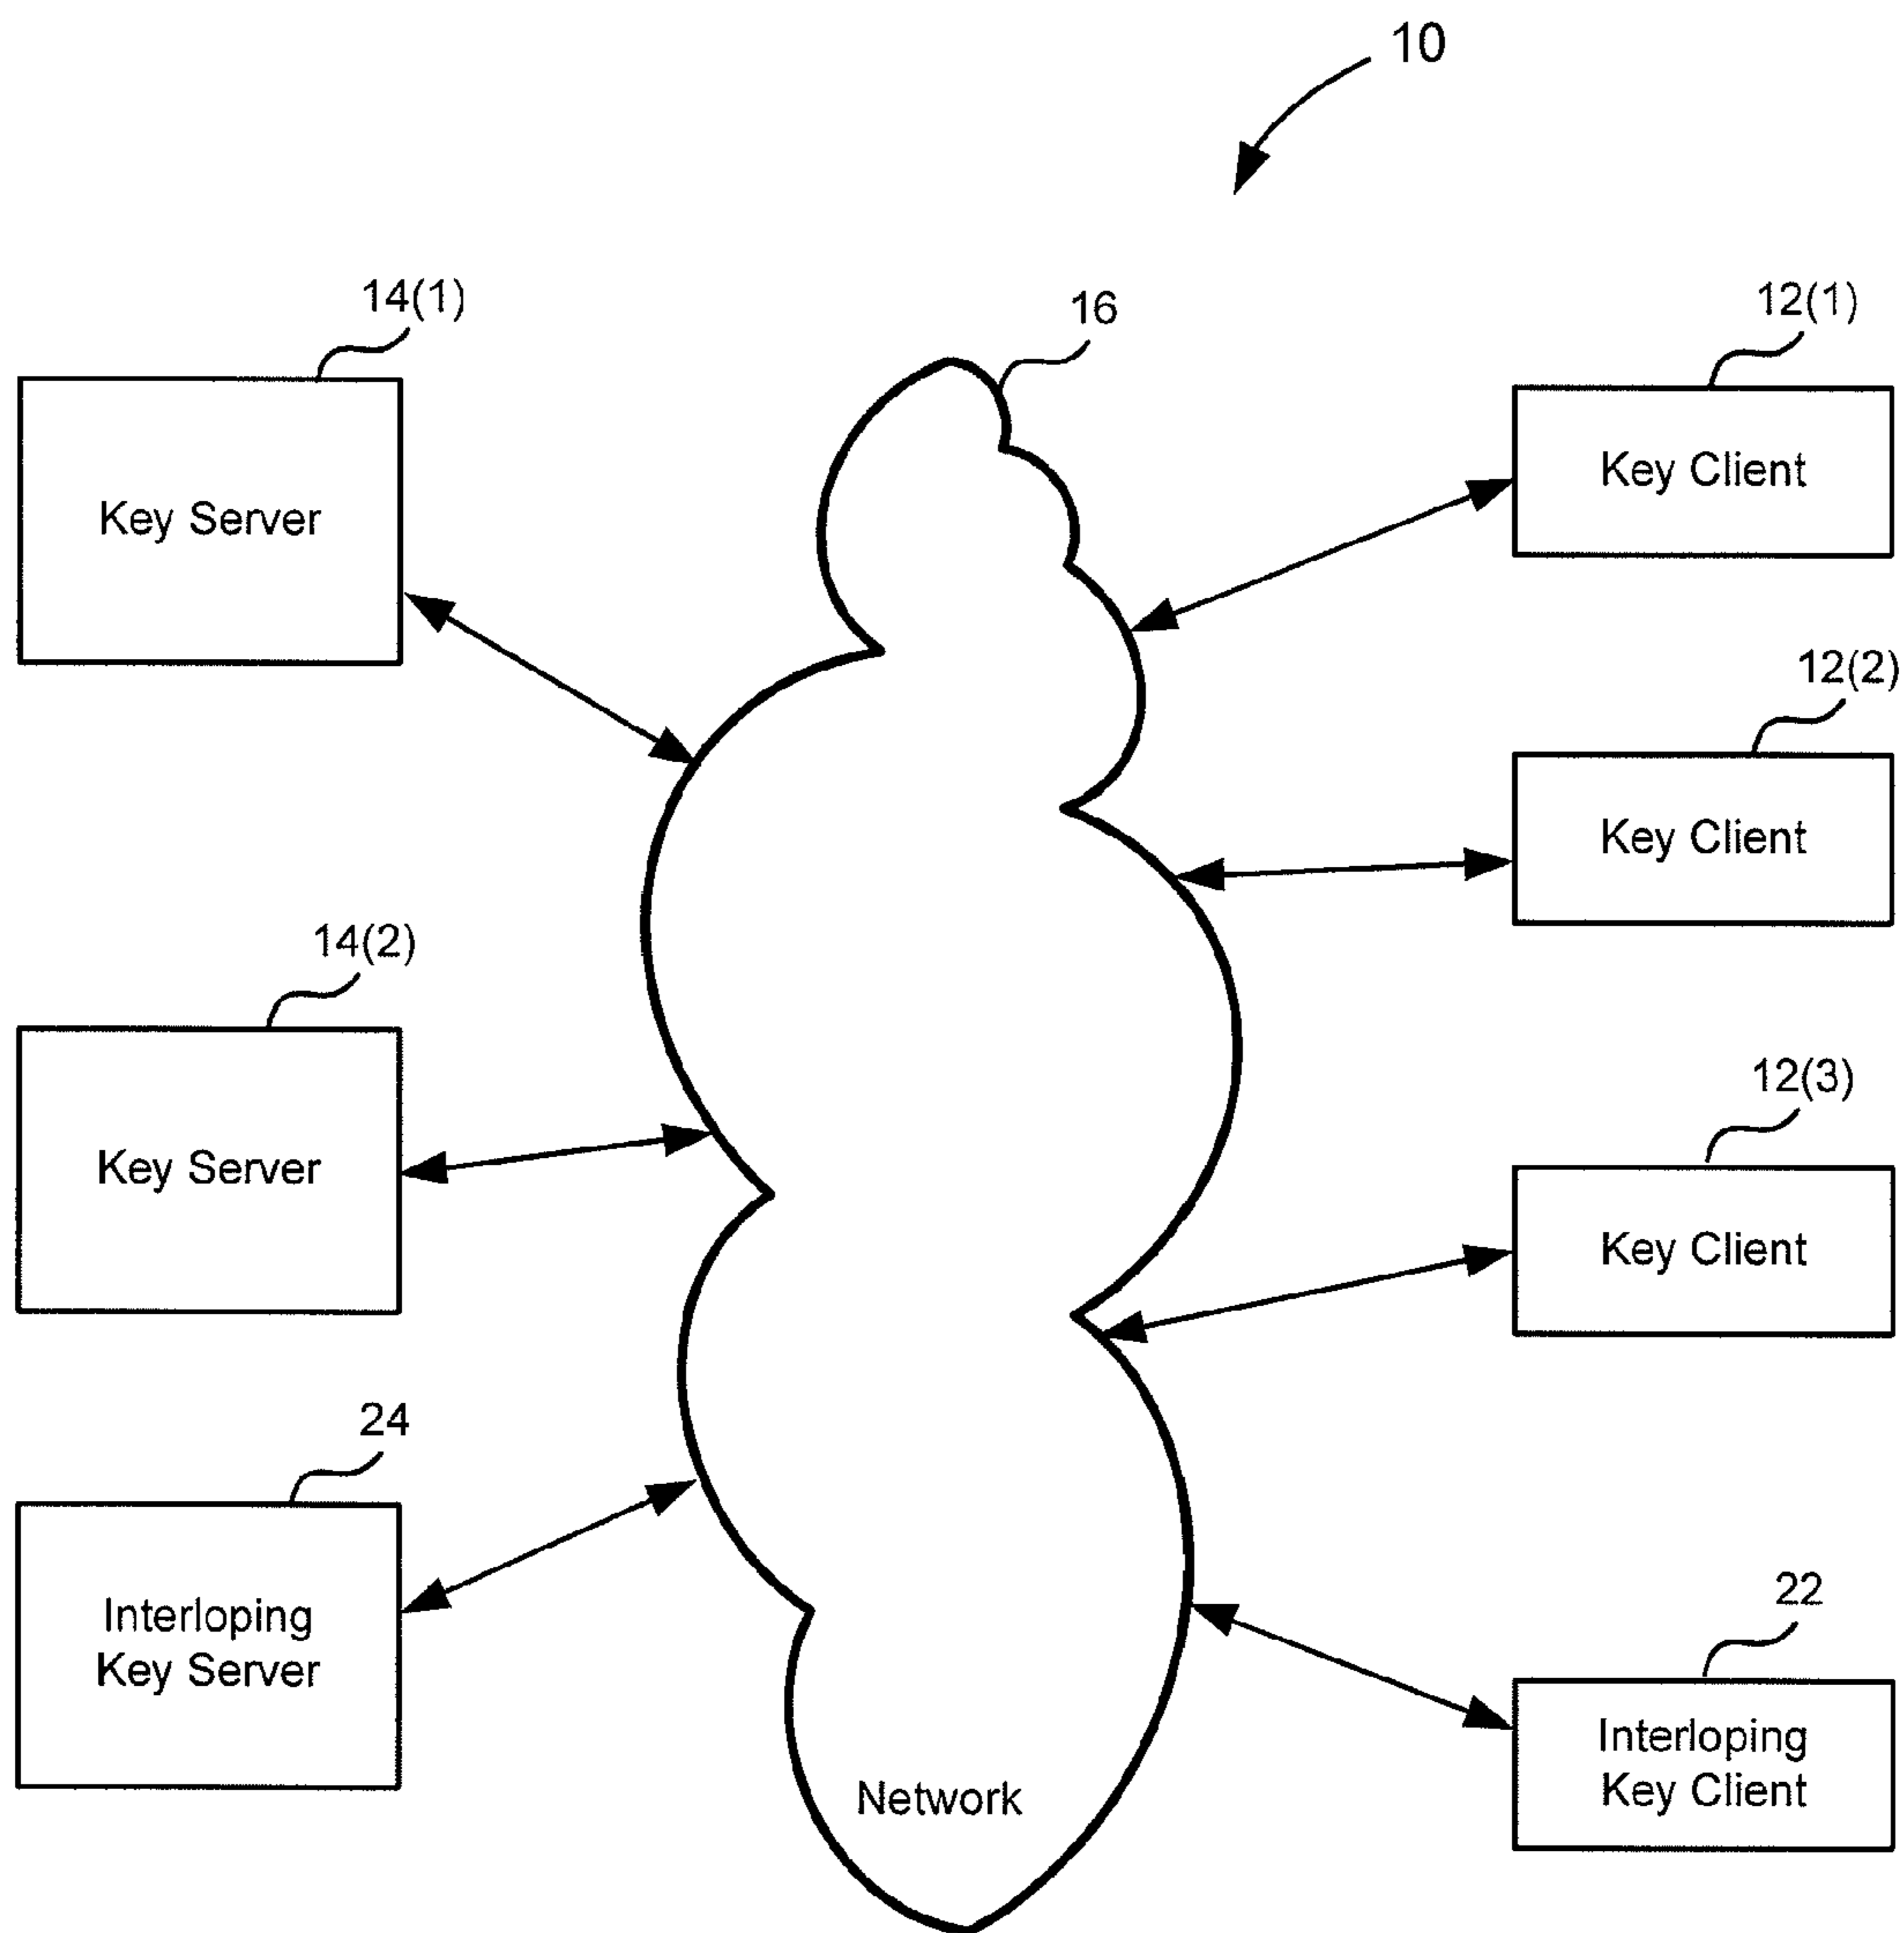 10
14(1)
16
12(1)
Key Server
Key Client
12(2)
Key Client
14(2)
12(3)
Key Server
Key Client
24
22
Interloping
Key Server
Interloping
Key Client
Network